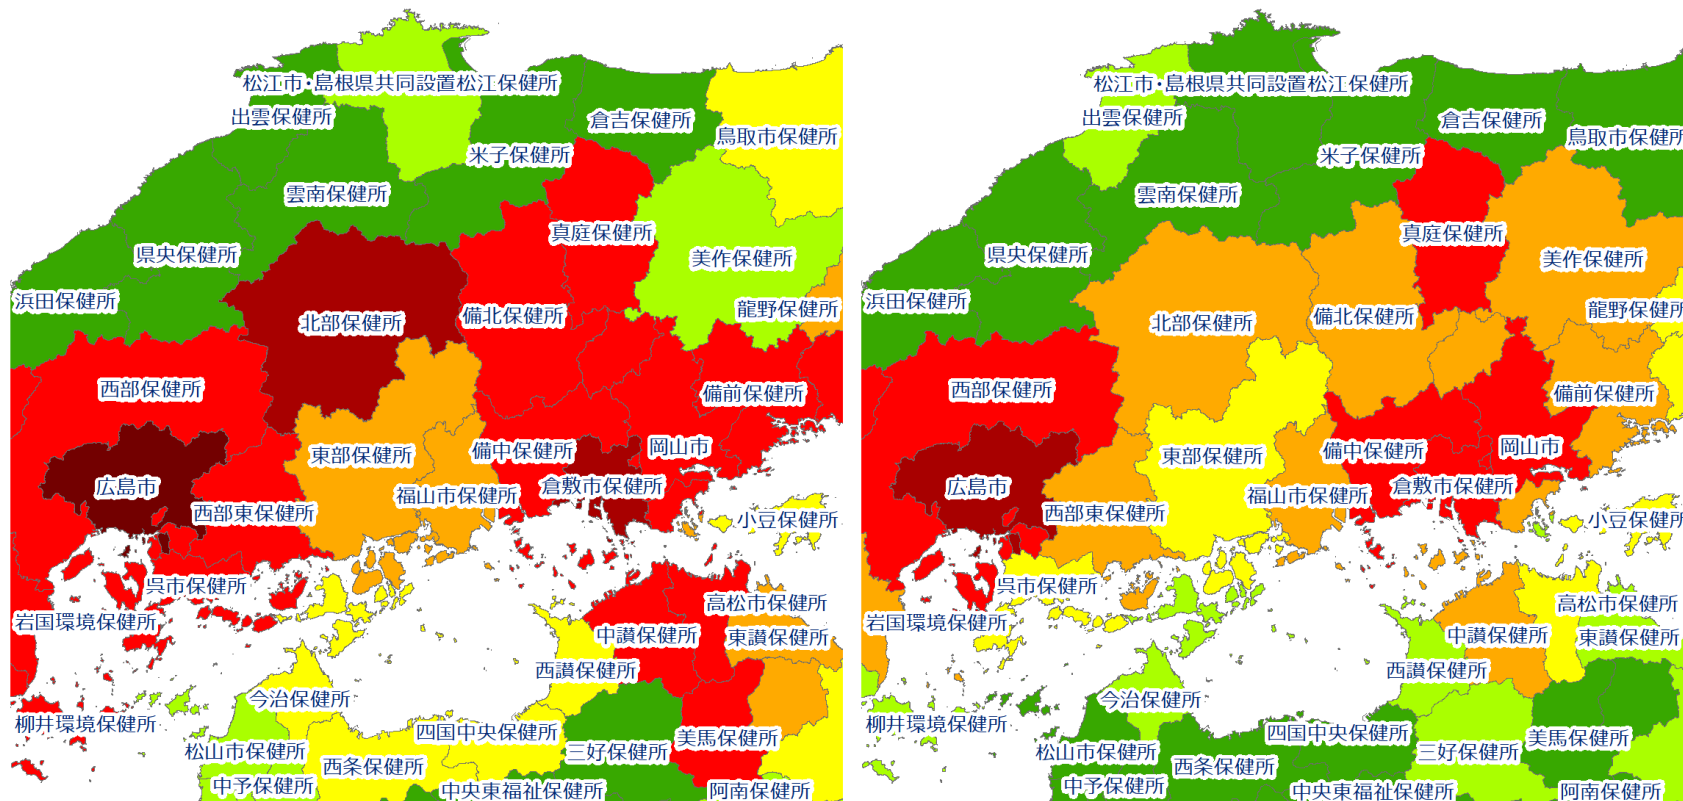 松江市・島根県共同設置松江保健所
出雲保健所
倉吉保健所
鳥取市保健所
米子保健所
雲南保健所
真庭保健所
県央保健所
美作保健所
浜田保健所
龍野保健所
北部保健所
備北保健所
西部保健所
備前保健所
東部保健所
備中保健所
岡山市
広島市
福山市保健所
倉敷市保健所
西部東保健所
小豆保健所
呉市保健所
高松市保健所
岩国環境保健所
中讃保健所
東讃保健所
西讃保健所
今治保健所
柳井環境保健所
四国中央保健所
美馬保健所
松山市保健所
三好保健所
西条保健所
中予保健所
中央東福祉保健所
阿南保健所
松江市・島根県共同設置松江保健所
出雲保健所
倉吉保健所
鳥取市保健所
米子保健所
雲南保健所
真庭保健所
県央保健所
美作保健所
浜田保健所
龍野保健所
北部保健所
備北保健所
西部保健所
備前保健所
東部保健所
備中保健所
岡山市
広島市
福山市保健所
倉敷市保健所
西部東保健所
小豆保健所
呉市保健所
高松市保健所
岩国環境保健所
中讃保健所
東讃保健所
西讃保健所
今治保健所
柳井環境保健所
四国中央保健所
美馬保健所
松山市保健所
三好保健所
西条保健所
中予保健所
中央東福祉保健所
阿南保健所